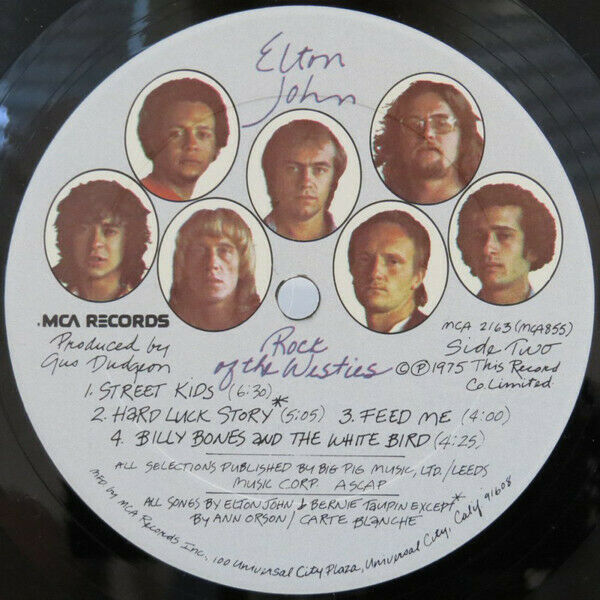 Elton
John
MCA RECORDS
Produced by
Gus Dudgeon
Rock
of the Westies
MCA 2163 (MCA855)
Side Two
© ℗ 1975 This Record
Co. Limited
1. STREET KIDS (6:30)
2. HARD LUCK STORY* (5:05) 3. FEED ME (4:00)
4. BILLY BONES AND THE WHITE BIRD (4:25)
ALL SELECTIONS PUBLISHED BY BIG PIG MUSIC, LTD./LEEDS
MUSIC CORP. ASCAP
ALL SONGS BY ELTON JOHN & BERNIE TAUPIN EXCEPT*
BY ANN ORSON/CARTE BLANCHE
MFD by MCA Records Inc., 100 Universal City Plaza, Universal City, Calif 91608